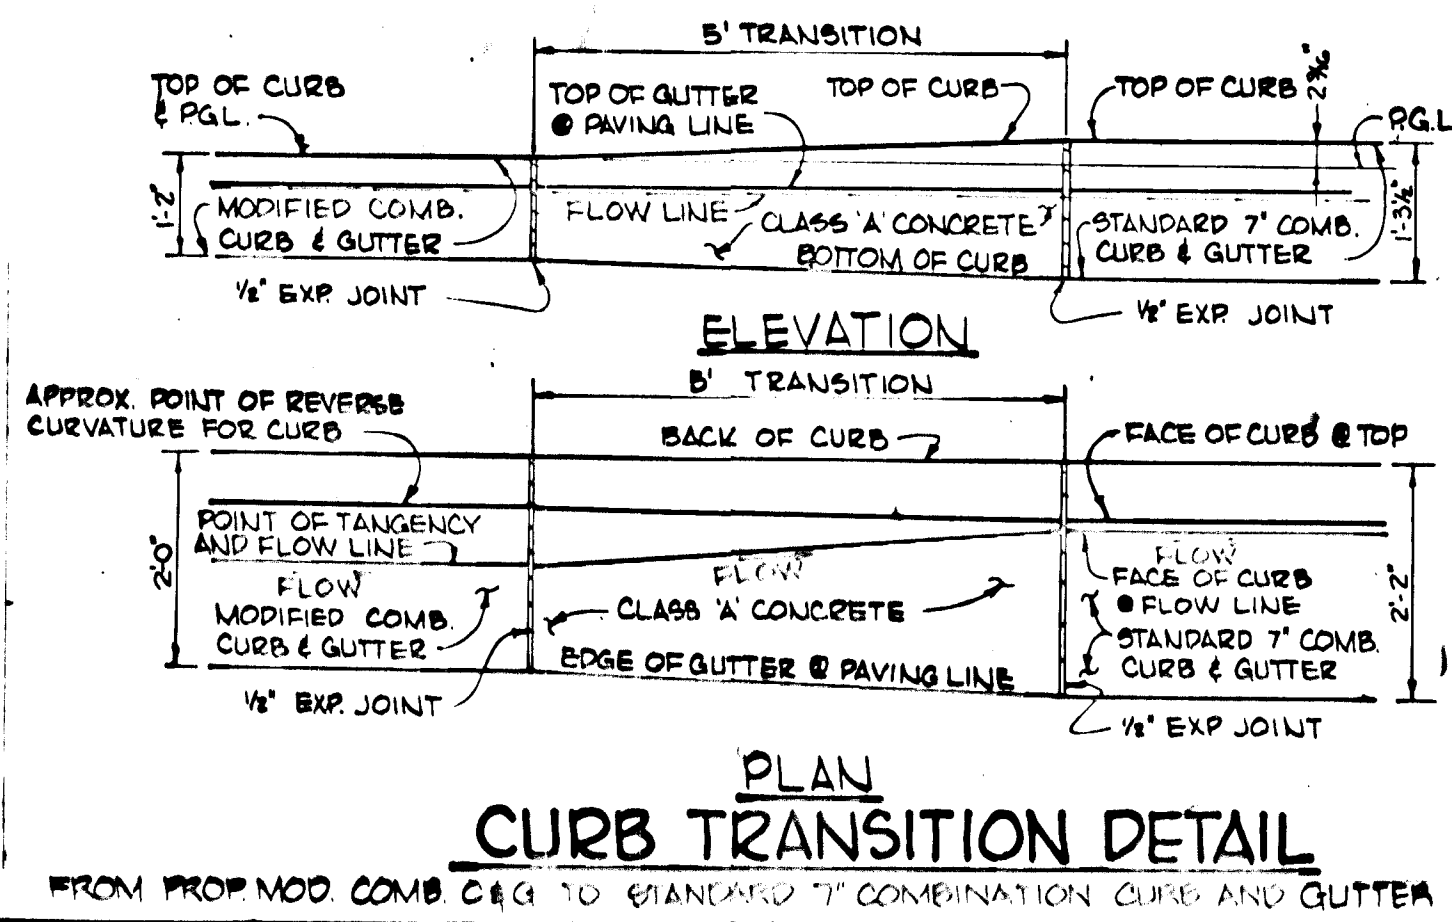 5' TRANSITION
TOP OF CURB
& P.G.L.
TOP OF GUTTER
@ PAVING LINE
TOP OF CURB
TOP OF CURB
P.G.L
1'-2"
MODIFIED COMB.
CURB & GUTTER
FLOW LINE
CLASS 'A' CONCRETE
BOTTOM OF CURB
STANDARD 7" COMB.
CURB & GUTTER
1'-3½"
½" EXP. JOINT
½" EXP. JOINT
ELEVATION
5' TRANSITION
APPROX. POINT OF REVERSE
CURVATURE FOR CURB
BACK OF CURB
FACE OF CURB @ TOP
POINT OF TANGENCY
AND FLOW LINE
2'-0"
FLOW
MODIFIED COMB.
CURB & GUTTER
FLOW
CLASS 'A' CONCRETE
EDGE OF GUTTER @ PAVING LINE
FLOW
FACE OF CURB
@ FLOW LINE
STANDARD 7" COMB.
CURB & GUTTER
2'-2"
½" EXP. JOINT
½" EXP JOINT
PLAN
CURB TRANSITION DETAIL
FROM PROP. MOD. COMB. C & G TO STANDARD 7" COMBINATION CURB AND GUTTER